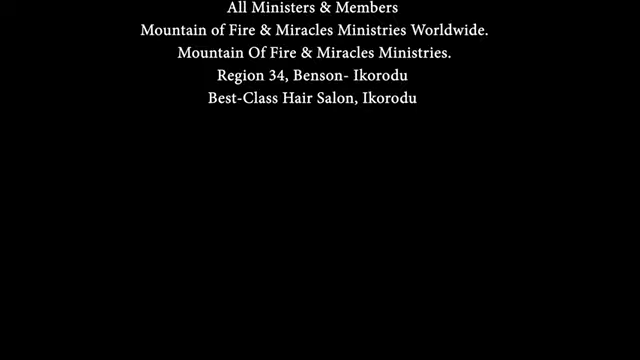 All Ministers & Members
Mountain of Fire & Miracles Ministries Worldwide.
Mountain Of Fire & Miracles Ministries.
Region 34, Benson- Ikorodu
Best-Class Hair Salon, Ikorodu